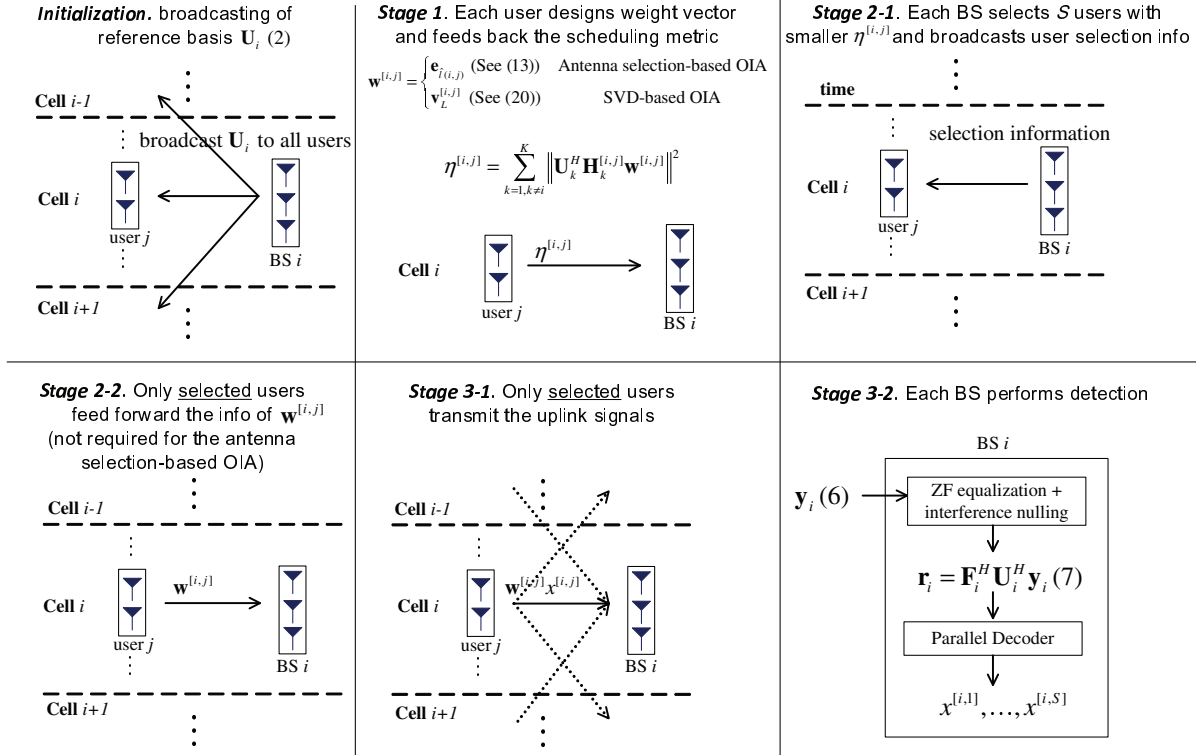 Initialization. broadcasting of
reference basis U_i (2)
Cell i-1
broadcast U_i to all users
Cell i
user j
BS i
Cell i+1
Stage 1. Each user designs weight vector
and feeds back the scheduling metric
w^{[i,j]} = { e_{\hat{l}(i,j)} (See (13)) Antenna selection-based OIA
v_L^{[i,j]} (See (20)) SVD-based OIA
η^{[i,j]} = \sum_{k=1,k≠i}^{K} ‖U_k^H H_k^{[i,j]} w^{[i,j]}‖^2
η^{[i,j]}
Cell i
user j
BS i
Stage 2-1. Each BS selects S users with
smaller η^{[i,j]} and broadcasts user selection info
time
selection information
Cell i
user j
BS i
Cell i+1
Stage 2-2. Only selected users
feed forward the info of w^{[i,j]}
(not required for the antenna
selection-based OIA)
Cell i-1
w^{[i,j]}
Cell i
user j
BS i
Cell i+1
Stage 3-1. Only selected users
transmit the uplink signals
Cell i-1
w^{[i,j]} x^{[i,j]}
Cell i
user j
BS i
Cell i+1
Stage 3-2. Each BS performs detection
BS i
y_i (6)
ZF equalization +
interference nulling
r_i = F_i^H U_i^H y_i (7)
Parallel Decoder
x^{[i,1]},…,x^{[i,S]}